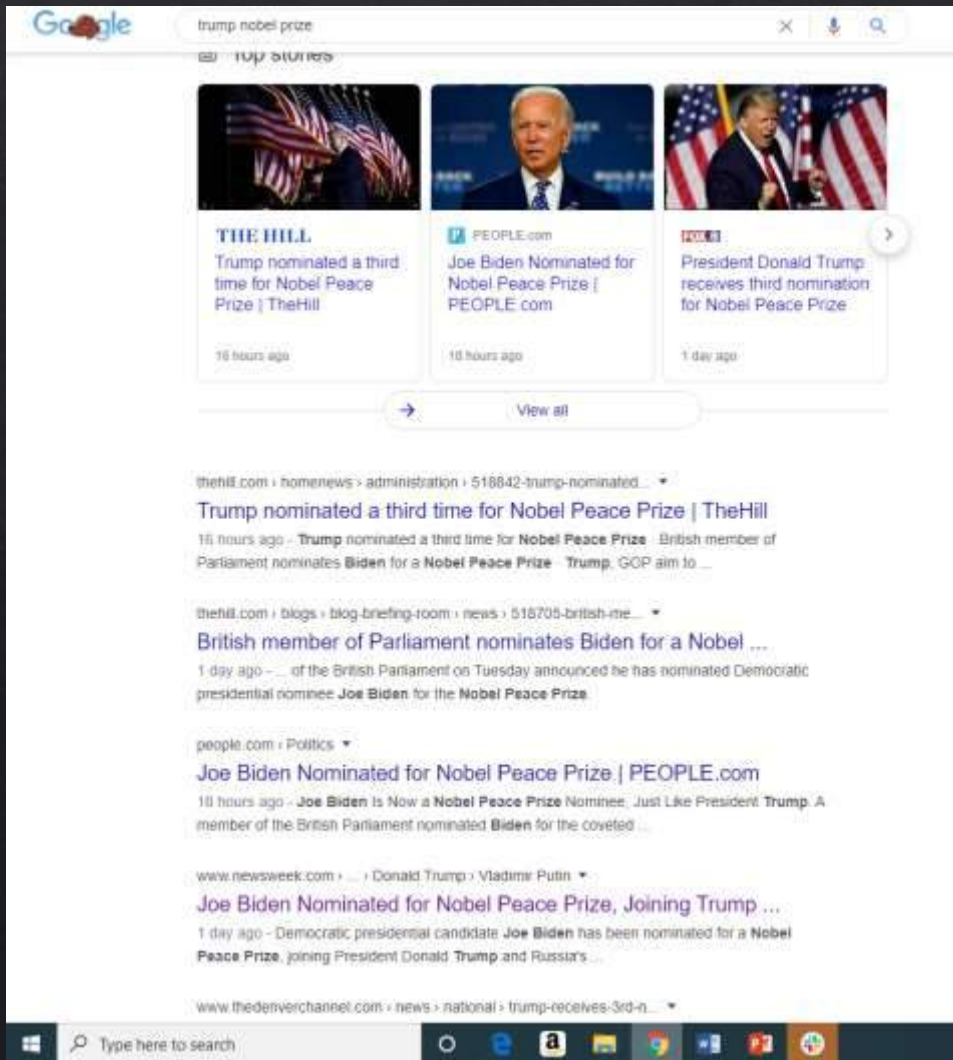 Google
trump nobel prize
Top stories
THE HILL
Trump nominated a third
time for Nobel Peace
Prize | TheHill
16 hours ago
PEOPLE.com
Joe Biden Nominated for
Nobel Peace Prize |
PEOPLE.com
18 hours ago
FOX
President Donald Trump
receives third nomination
for Nobel Peace Prize
1 day ago
View all
thehill.com › homenews › administration › 518842-trump-nominated...
Trump nominated a third time for Nobel Peace Prize | TheHill
16 hours ago - Trump nominated a third time for Nobel Peace Prize · British member of
Parliament nominates Biden for a Nobel Peace Prize · Trump, GOP aim to ...
thehill.com › blogs › blog-briefing-room › news › 518705-british-me...
British member of Parliament nominates Biden for a Nobel ...
1 day ago - ... of the British Parliament on Tuesday announced he has nominated Democratic
presidential nominee Joe Biden for the Nobel Peace Prize.
people.com › Politics
Joe Biden Nominated for Nobel Peace Prize | PEOPLE.com
18 hours ago - Joe Biden Is Now a Nobel Peace Prize Nominee, Just Like President Trump. A
member of the British Parliament nominated Biden for the coveted ...
www.newsweek.com › ... › Donald Trump › Vladimir Putin
Joe Biden Nominated for Nobel Peace Prize, Joining Trump ...
1 day ago - Democratic presidential candidate Joe Biden has been nominated for a Nobel
Peace Prize, joining President Donald Trump and Russia's ...
www.thedenverchannel.com › news › national › trump-receives-3rd-n...
Type here to search